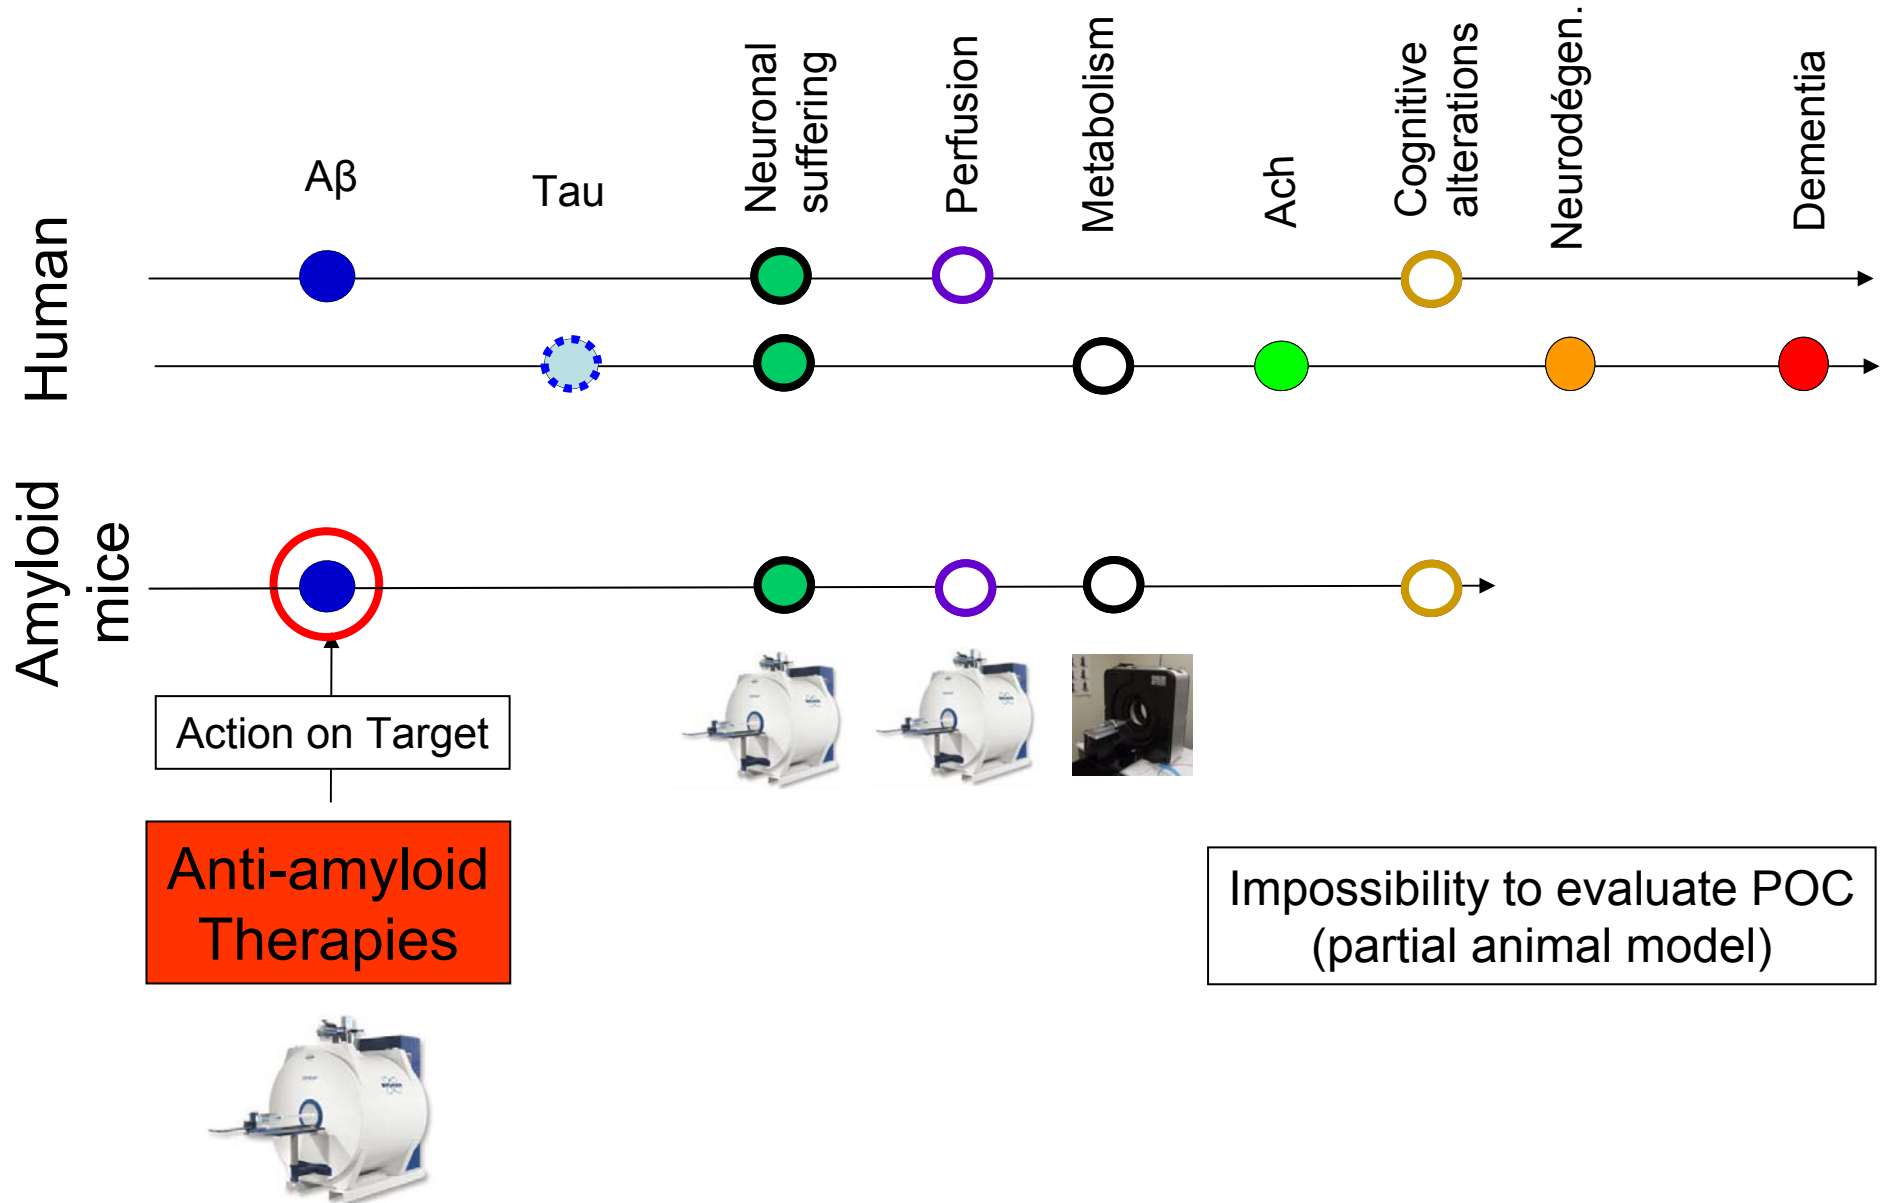 Aβ
Tau
Neuronal
suffering
Perfusion
Metabolism
Ach
Cognitive
alterations
Neurodégen.
Dementia
Human
Amyloid
mice
Action on Target
Anti-amyloid
Therapies
Impossibility to evaluate POC
(partial animal model)